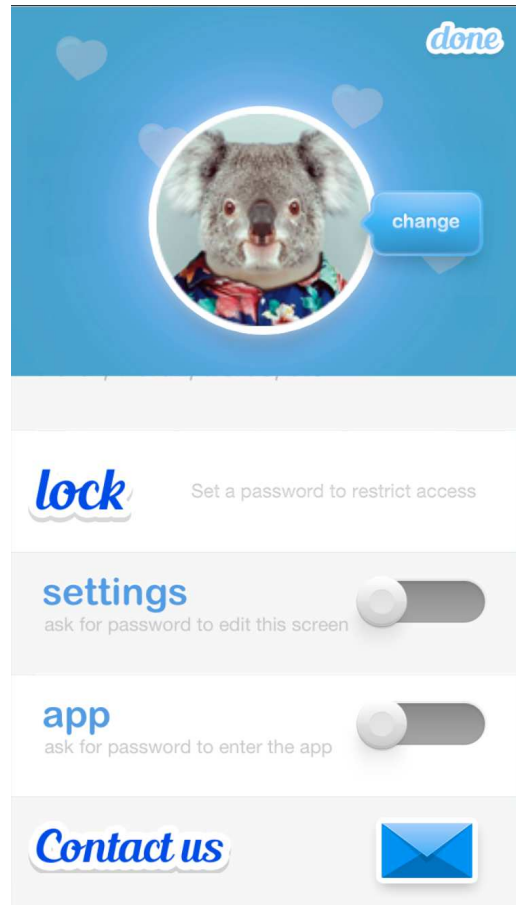 done
change
lock
Set a password to restrict access
settings
ask for password to edit this screen
app
ask for password to enter the app
Contact us